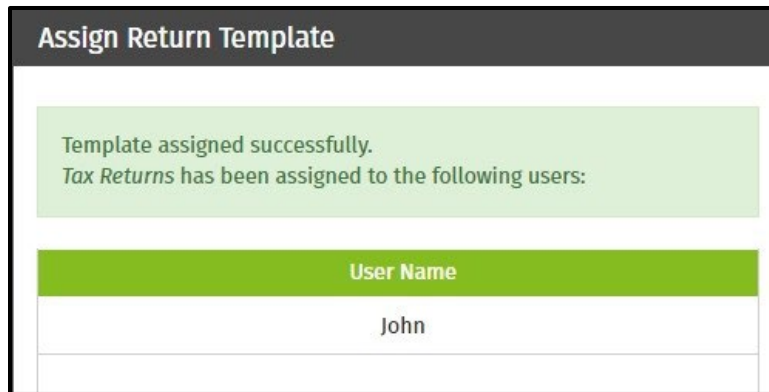 Assign Return Template
Template assigned successfully.
Tax Returns has been assigned to the following users:
User Name
John